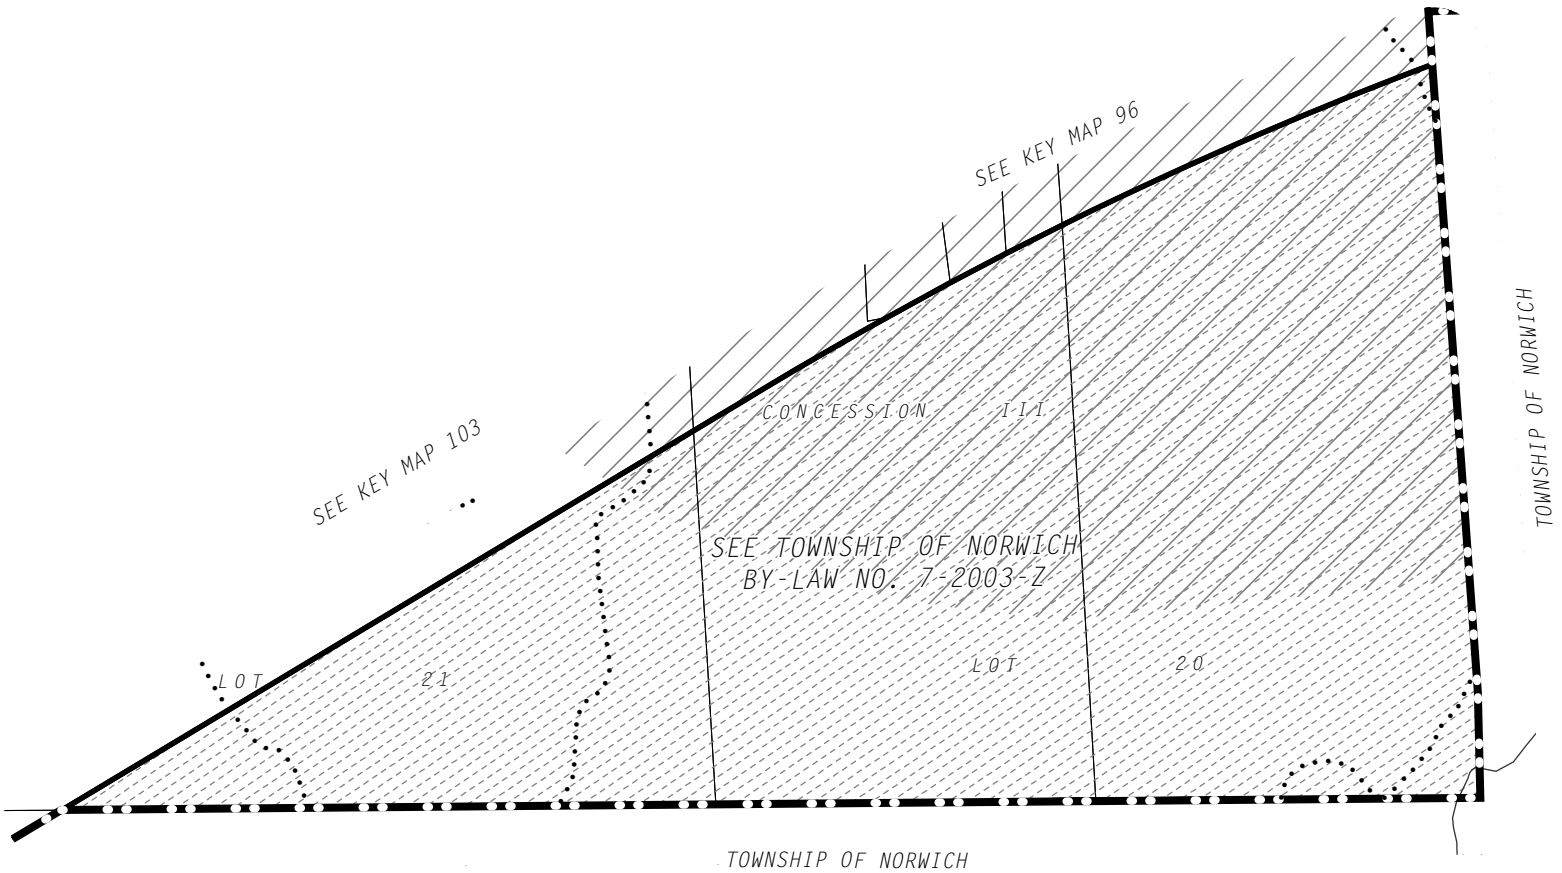 SEE KEY MAP 96
TOWNSHIP OF NORWICH
CONCESSION III
SEE KEY MAP 103
SEE TOWNSHIP OF NORWICH
BY-LAW NO. 7-2003-Z
LOT 20
LOT 21
TOWNSHIP OF NORWICH